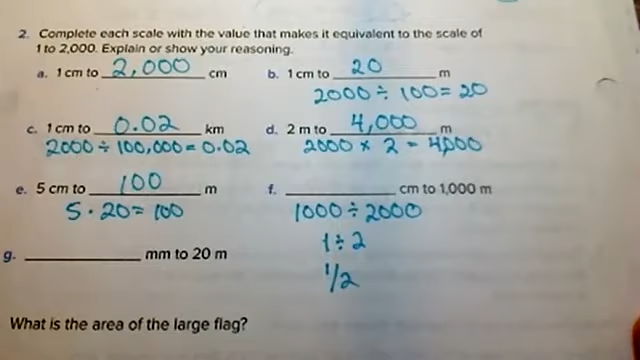 2. Complete each scale with the value that makes it equivalent to the scale of
1 to 2,000. Explain or show your reasoning.
a. 1 cm to 2,000 cm
b. 1 cm to 20 m
2000 ÷ 100 = 20
c. 1 cm to 0.02 km
2000 ÷ 100,000 = 0.02
d. 2 m to 4,000 m
2000 × 2 = 4,000
e. 5 cm to 100 m
5 · 20 = 100
f. ____________ cm to 1,000 m
1000 ÷ 2000
1 ÷ 2
1/2
g. ____________ mm to 20 m
What is the area of the large flag?